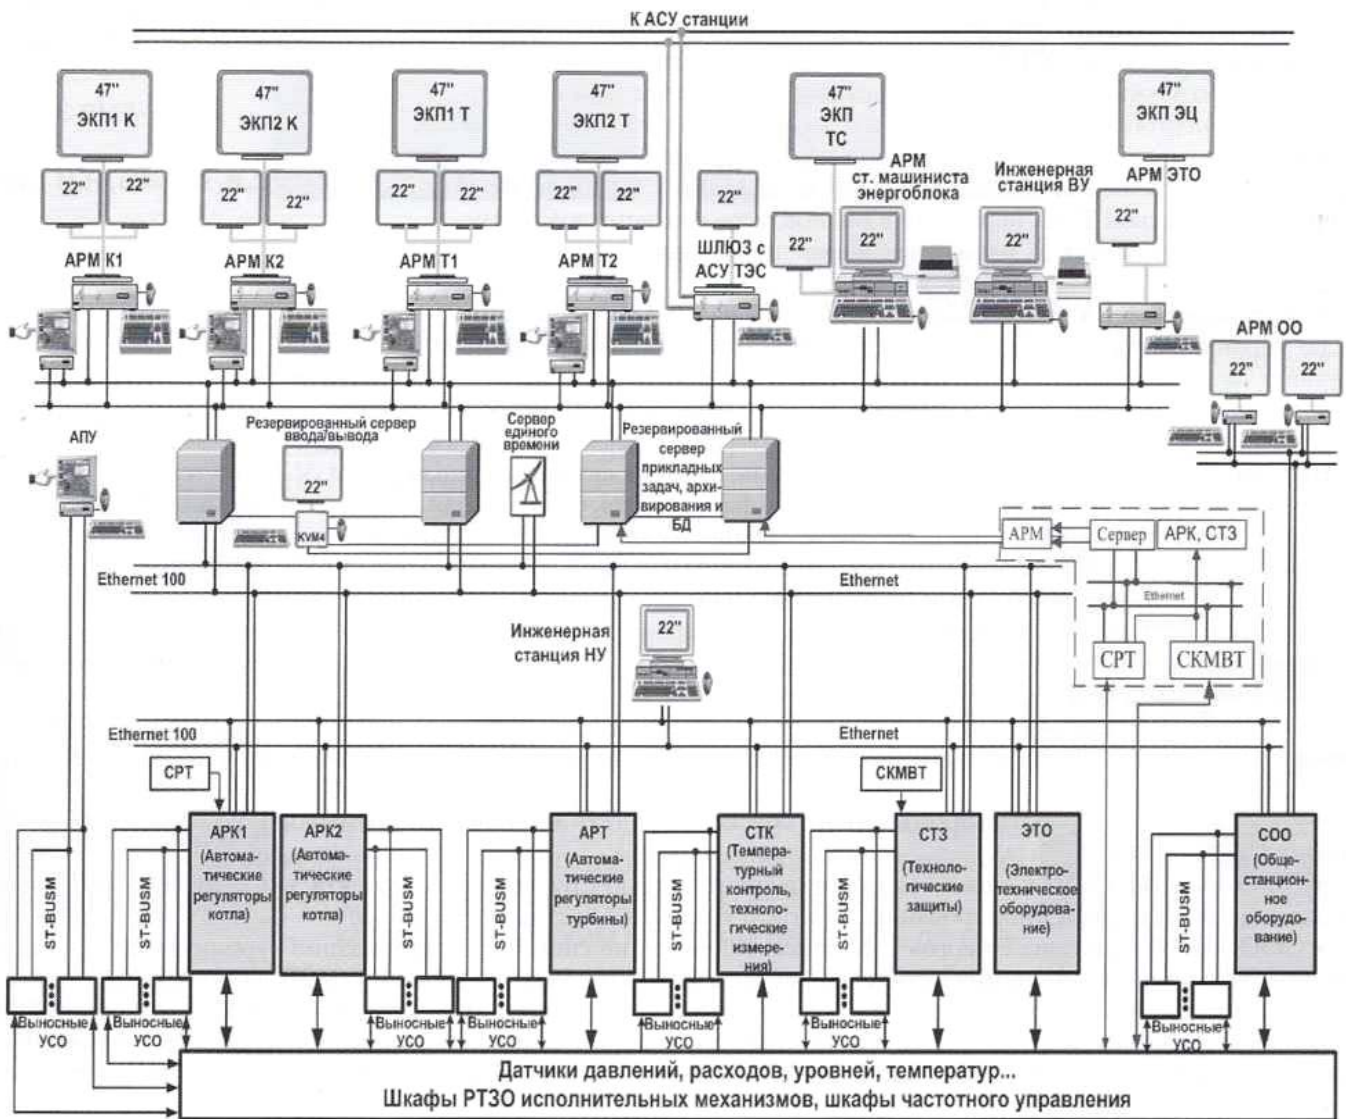 К АСУ станции
47"
ЭКП1 К
47"
ЭКП2 К
47"
ЭКП1 Т
47"
ЭКП2 Т
47"
ЭКП
ТС
47"
ЭКП ЭЦ
АРМ
ст. машиниста
энергоблока
Инженерная
станция ВУ
АРМ ЭТО
22"
22"
22"
22"
22"
22"
22"
22"
22"
22"
22"
22"
22"
АРМ К1
АРМ К2
АРМ Т1
АРМ Т2
ШЛЮЗ с
АСУ ТЭС
АРМ ОО
22"
22"
АПУ
Резервированный сервер
ввода/вывода
22"
KVM4
Сервер
единого
времени
Резервированный
сервер
прикладных
задач, архи-
вирования и
БД
АРМ
Сервер
АРК, СТЗ
Ethernet
СРТ
СКМВТ
Ethernet 100
Ethernet
Инженерная
станция НУ
22"
Ethernet 100
Ethernet
СРТ
СКМВТ
АРК1
(Автома-
тические
регуляторы
котла)
АРК2
(Автома-
тические
регуляторы
котла)
АРТ
(Автома-
тические
регуляторы
турбины)
СТК
(Темпера-
турный
контроль,
техноло-
гические
измере-
ния)
СТЗ
(Техноло-
гические
защиты)
ЭТО
(Электро-
техническое
оборудова-
ние)
СОО
(Обще-
станцион-
ное
оборудо-
вание)
ST-BUSM
ST-BUSM
ST-BUSM
ST-BUSM
ST-BUSM
ST-BUSM
ST-BUSM
Выносные
УСО
Выносные
УСО
Выносные
УСО
Выносные
УСО
Выносные
УСО
Выносные
УСО
Выносные
УСО
Датчики давлений, расходов, уровней, температур...
Шкафы РТЗО исполнительных механизмов, шкафы частотного управления